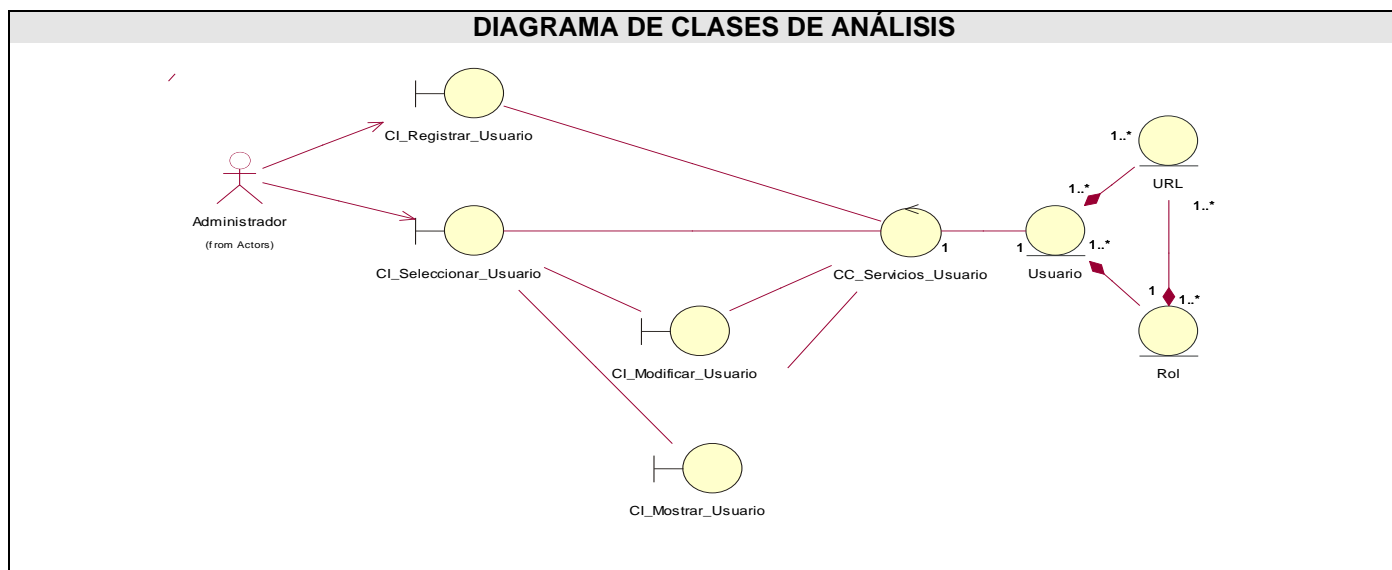 DIAGRAMA DE CLASES DE ANÁLISIS
CI_Registrar_Usuario
Administrador
(from Actors)
CI_Seleccionar_Usuario
CI_Modificar_Usuario
CI_Mostrar_Usuario
CC_Servicios_Usuario
1
1
Usuario
1..*
1..*
1..*
URL
1..*
1
1..*
Rol